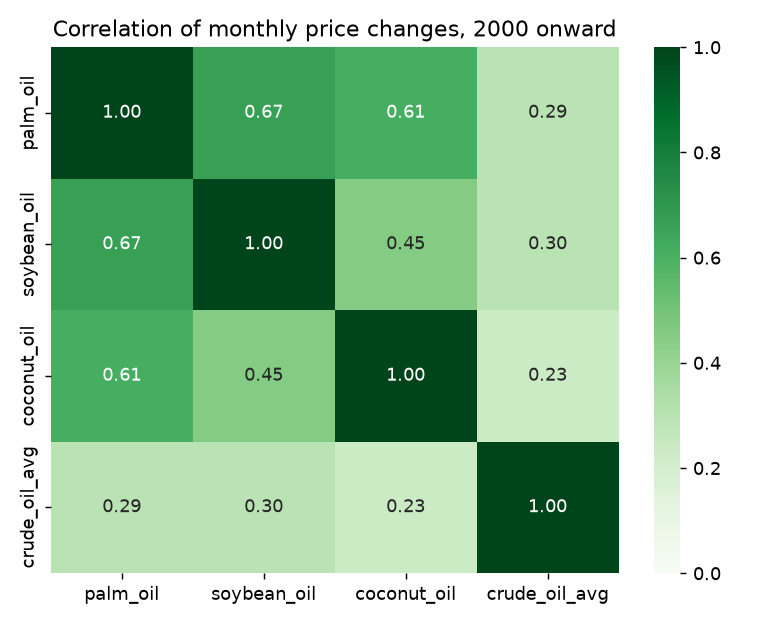 Correlation of monthly price changes, 2000 onward
palm_oil
1.00 0.67 0.61 0.29
soybean_oil
0.67 1.00 0.45 0.30
coconut_oil
0.61 0.45 1.00 0.23
crude_oil_avg
0.29 0.30 0.23 1.00
palm_oil soybean_oil coconut_oil crude_oil_avg
1.0
0.8
0.6
0.4
0.2
0.0